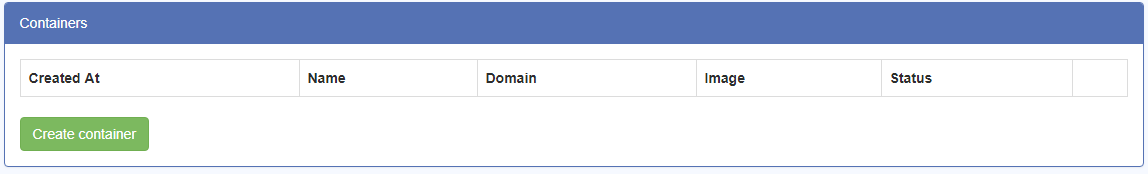 Containers
Created At Name Domain Image Status
Create container